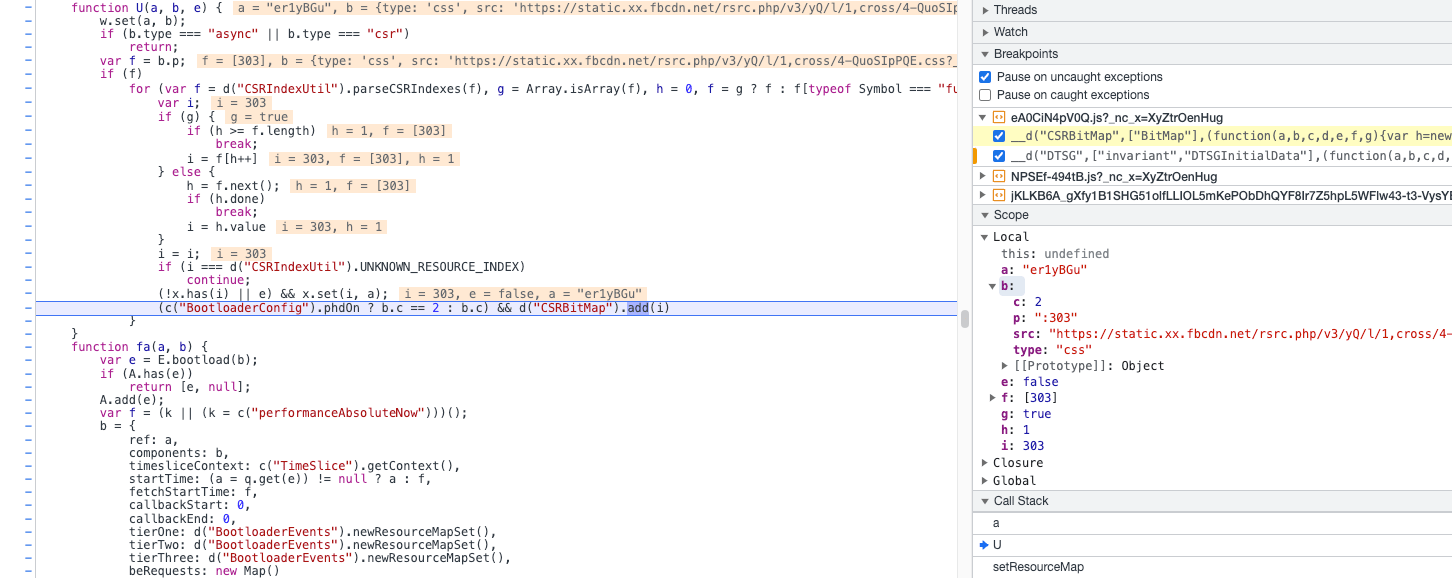 function U(a, b, e) { a = "er1yBGu", b = {type: 'css', src: 'https://static.xx.fbcdn.net/rsrc.php/v3/yQ/l/1,cross/4-QuoSIp
w.set(a, b);
if (b.type === "async" || b.type === "csr")
return;
var f = b.p; f = [303], b = {type: 'css', src: 'https://static.xx.fbcdn.net/rsrc.php/v3/yQ/l/1,cross/4-QuoSIpPQE.css?_
if (f)
for (var f = d("CSRIndexUtil").parseCSRIndexes(f), g = Array.isArray(f), h = 0, f = g ? f : f[typeof Symbol === "fu
var i; i = 303
if (g) { g = true
if (h >= f.length) h = 1, f = [303]
break;
i = f[h++] i = 303, f = [303], h = 1
} else {
h = f.next(); h = 1, f = [303]
if (h.done)
break;
i = h.value i = 303, h = 1
}
i = i; i = 303
if (i === d("CSRIndexUtil").UNKNOWN_RESOURCE_INDEX)
continue;
(!x.has(i) || e) && x.set(i, a); i = 303, e = false, a = "er1yBGu"
(c("BootloaderConfig").phdOn ? b.c == 2 : b.c) && d("CSRBitMap").add(i)
}
}
function fa(a, b) {
var e = E.bootload(b);
if (A.has(e))
return [e, null];
A.add(e);
var f = (k || (k = c("performanceAbsoluteNow")))();
b = {
ref: a,
components: b,
timesliceContext: c("TimeSlice").getContext(),
startTime: (a = q.get(e)) != null ? a : f,
fetchStartTime: f,
callbackStart: 0,
callbackEnd: 0,
tierOne: d("BootloaderEvents").newResourceMapSet(),
tierTwo: d("BootloaderEvents").newResourceMapSet(),
tierThree: d("BootloaderEvents").newResourceMapSet(),
beRequests: new Map()
Threads
Watch
Breakpoints
Pause on uncaught exceptions
Pause on caught exceptions
eA0CiN4pV0Q.js?_nc_x=XyZtrOenHug
__d("CSRBitMap",["BitMap"],(function(a,b,c,d,e,f,g){var h=new
__d("DTSG",["invariant","DTSGInitialData"],(function(a,b,c,d,
NPSEf-494tB.js?_nc_x=XyZtrOenHug
jKLKB6A_gXfy1B1SHG51olfLLIOL5mKePObDhQYF8Ir7Z5hpL5WFlw43-t3-VysYE
Scope
Local
this: undefined
a: "er1yBGu"
b:
c: 2
p: ":303"
src: "https://static.xx.fbcdn.net/rsrc.php/v3/yQ/l/1,cross/4-
type: "css"
[[Prototype]]: Object
e: false
f: [303]
g: true
h: 1
i: 303
Closure
Global
Call Stack
a
U
setResourceMap